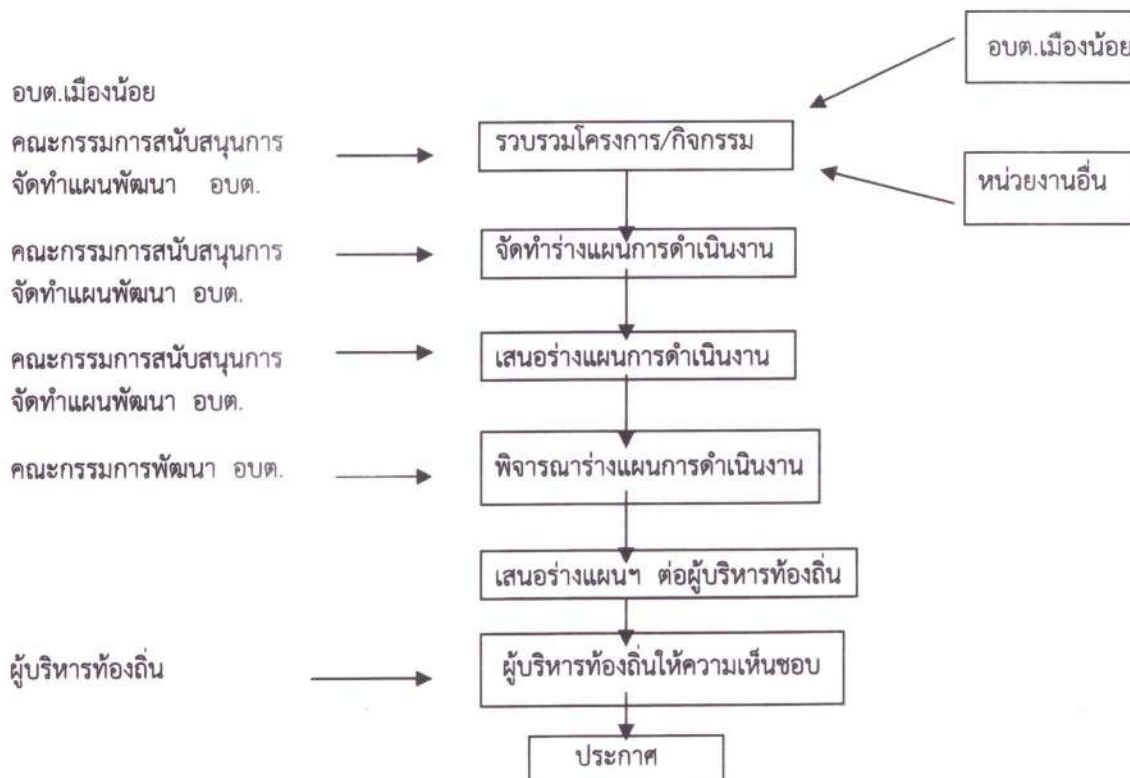 อบต.เมืองน้อย
อบต.เมืองน้อย
คณะกรรมการสนับสนุนการ
จัดทำแผนพัฒนา อบต.
รวบรวมโครงการ/กิจกรรม
หน่วยงานอื่น
คณะกรรมการสนับสนุนการ
จัดทำแผนพัฒนา อบต.
จัดทำร่างแผนการดำเนินงาน
คณะกรรมการสนับสนุนการ
จัดทำแผนพัฒนา อบต.
เสนอร่างแผนการดำเนินงาน
คณะกรรมการพัฒนา อบต.
พิจารณาร่างแผนการดำเนินงาน
เสนอร่างแผนฯ ต่อผู้บริหารท้องถิ่น
ผู้บริหารท้องถิ่น
ผู้บริหารท้องถิ่นให้ความเห็นชอบ
ประกาศ